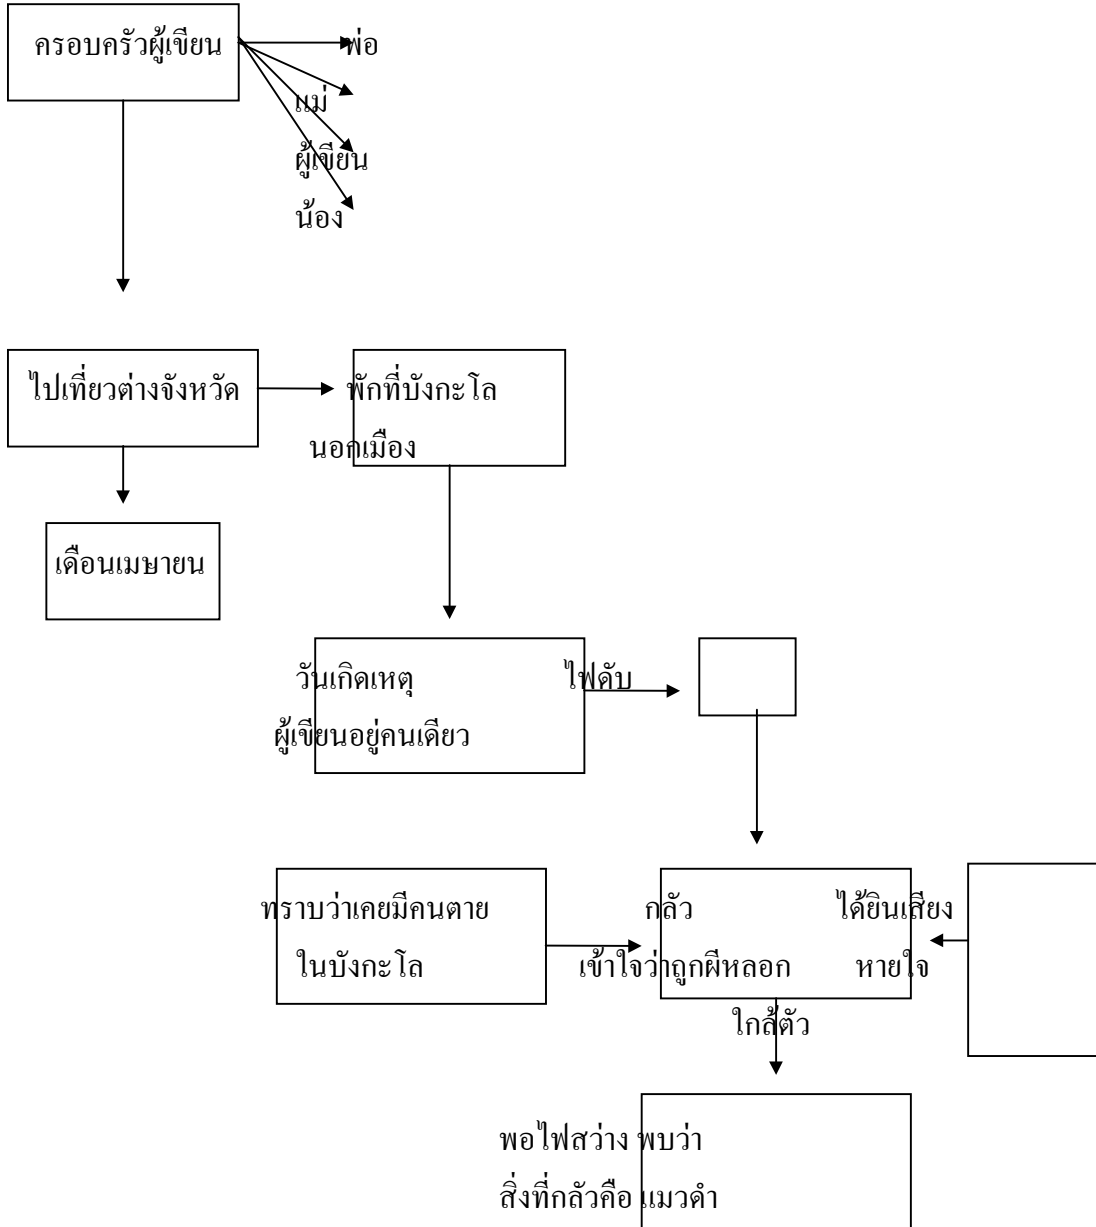 ครอบครัวผู้เขียน พ่อ
แม่
ผู้เขียน
น้อง
ไปเที่ยวต่างจังหวัด พักที่บังกะโล
นอกเมือง
เดือนเมษายน
วันเกิดเหตุ ไฟดับ
ผู้เขียนอยู่คนเดียว
ทราบว่าเคยมีคนตาย กลัว ได้ยินเสียง
ในบังกะโล เข้าใจว่าถูกผีหลอก หายใจ
ใกล้ตัว
พอไฟสว่าง พบว่า
สิ่งที่กลัวคือ แมวดำ